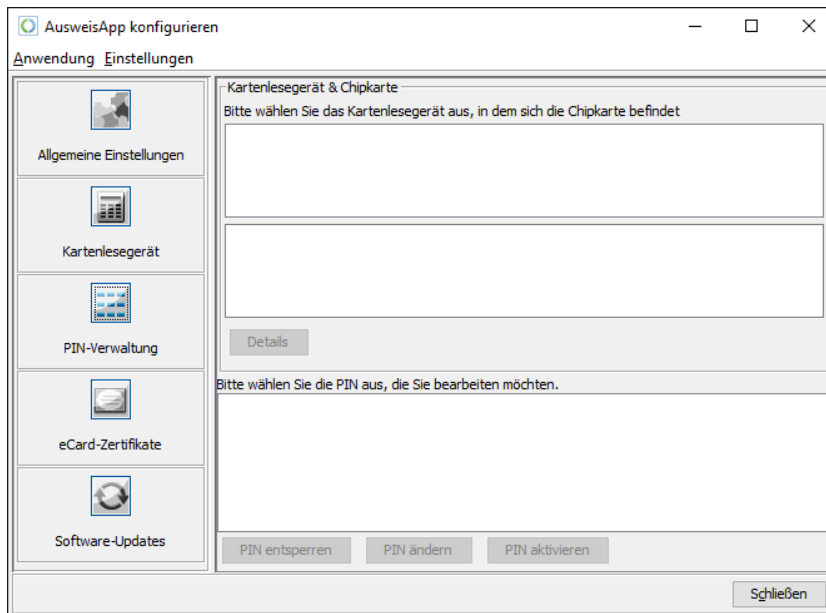 AusweisApp konfigurieren
Anwendung Einstellungen
Allgemeine Einstellungen
Kartenlesegerät
PIN-Verwaltung
eCard-Zertifikate
Software-Updates
Kartenlesegerät & Chipkarte
Bitte wählen Sie das Kartenlesegerät aus, in dem sich die Chipkarte befindet
Details
Bitte wählen Sie die PIN aus, die Sie bearbeiten möchten.
PIN entsperren PIN ändern PIN aktivieren
Schließen